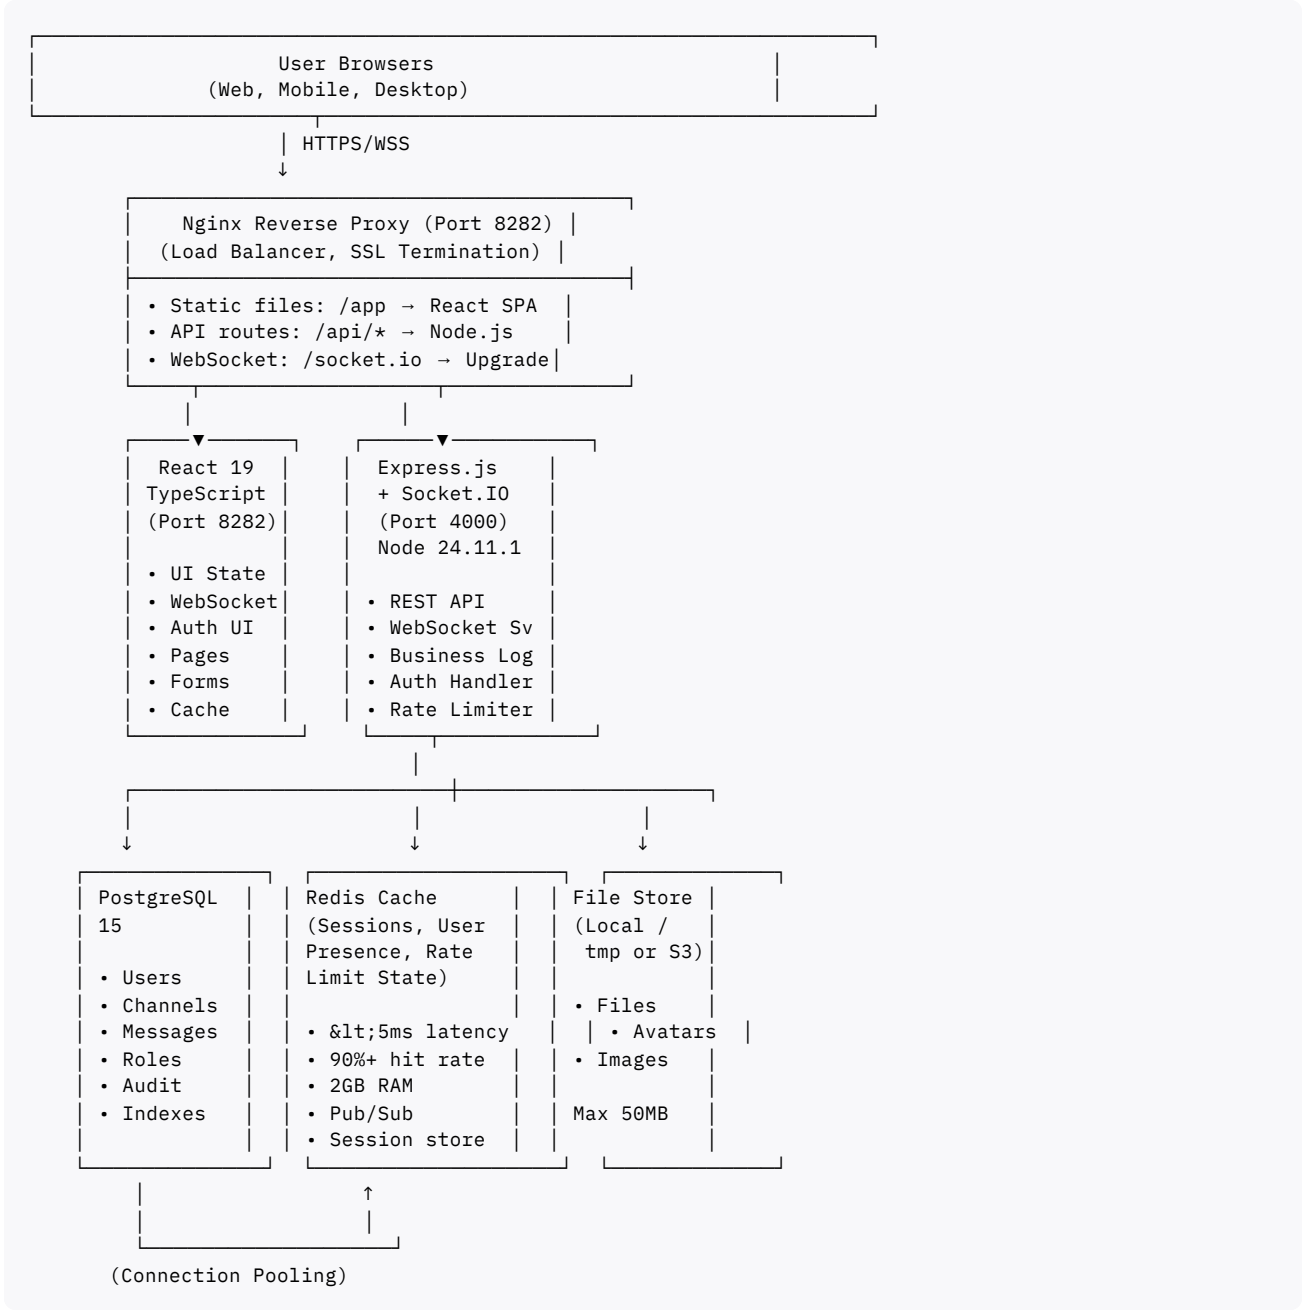 User Browsers
(Web, Mobile, Desktop)
HTTPS/WSS
↓
Nginx Reverse Proxy (Port 8282)
(Load Balancer, SSL Termination)
• Static files: /app → React SPA
• API routes: /api/* → Node.js
• WebSocket: /socket.io → Upgrade
React 19
TypeScript
(Port 8282)
• UI State
• WebSocket
• Auth UI
• Pages
• Forms
• Cache
Express.js
+ Socket.IO
(Port 4000)
Node 24.11.1
• REST API
• WebSocket Sv
• Business Log
• Auth Handler
• Rate Limiter
PostgreSQL
15
• Users
• Channels
• Messages
• Roles
• Audit
• Indexes
Redis Cache
(Sessions, User
Presence, Rate
Limit State)
• &lt;5ms latency
• 90%+ hit rate
• 2GB RAM
• Pub/Sub
• Session store
File Store
(Local /
tmp or S3)
• Files
• Avatars
• Images
Max 50MB
(Connection Pooling)